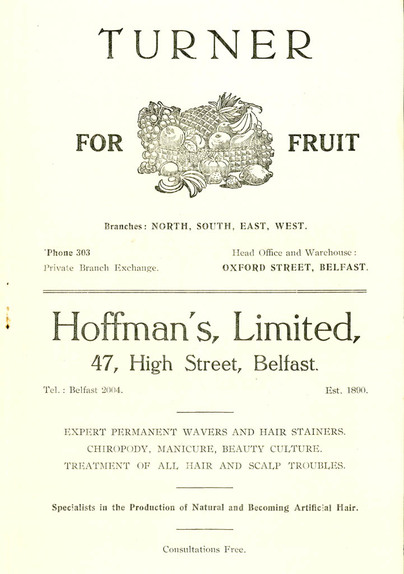 TURNER
FOR FRUIT
Branches: NORTH, SOUTH, EAST, WEST.
'Phone 303
Private Branch Exchange.
Head Office and Warehouse:
OXFORD STREET, BELFAST.
Hoffman's, Limited,
47, High Street, Belfast.
Tel.: Belfast 2004. Est. 1890.
EXPERT PERMANENT WAVERS AND HAIR STAINERS.
CHIROPODY, MANICURE, BEAUTY CULTURE.
TREATMENT OF ALL HAIR AND SCALP TROUBLES.
Specialists in the Production of Natural and Becoming Artificial Hair.
Consultations Free.